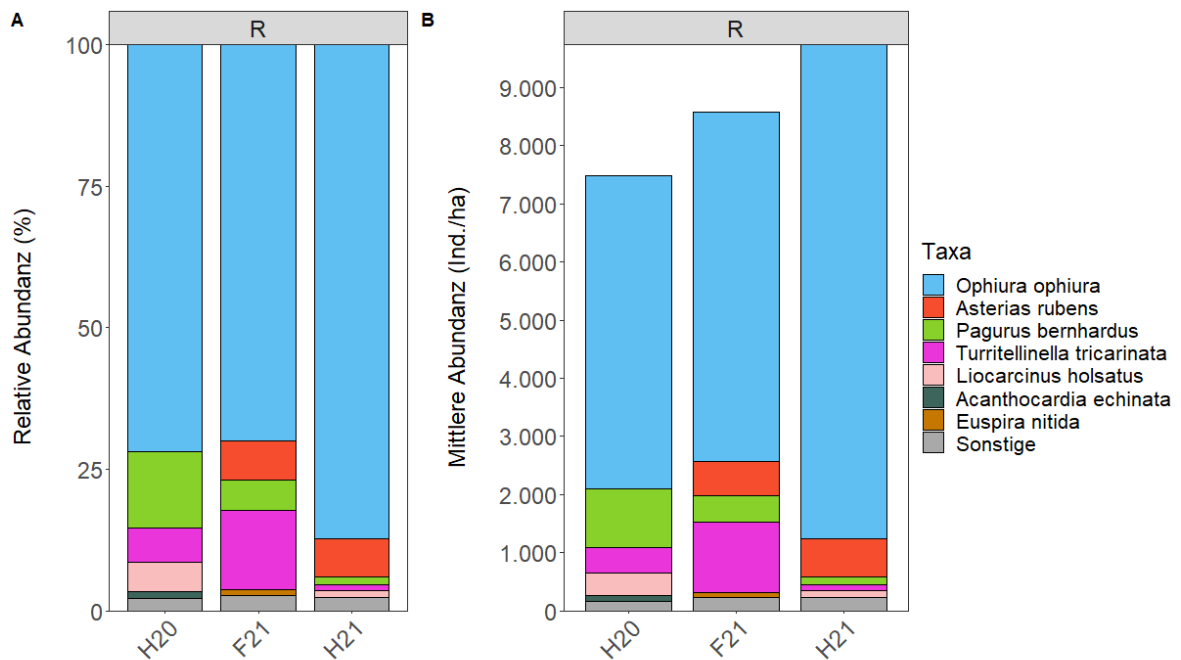 A
R
Relative Abundanz (%)
100
75
50
25
0
H20
F21
H21
B
R
Mittlere Abundanz (Ind./ha)
9.000
8.000
7.000
6.000
5.000
4.000
3.000
2.000
1.000
0
H20
F21
H21
Taxa
Ophiura ophiura
Asterias rubens
Pagurus bernhardus
Turritellinella tricarinata
Liocarcinus holsatus
Acanthocardia echinata
Euspira nitida
Sonstige